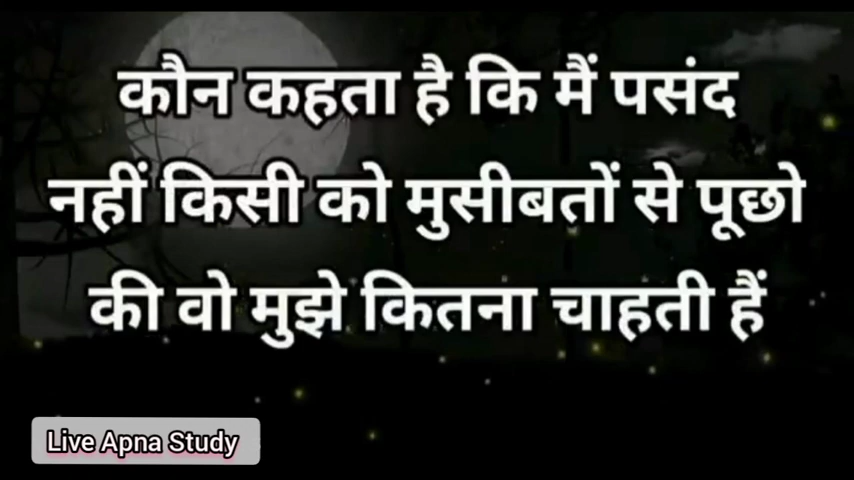 कौन कहता है कि मैं पसंद
नहीं किसी को मुसीबतों से पूछो
की वो मुझे कितना चाहती हैं
Live Apna Study